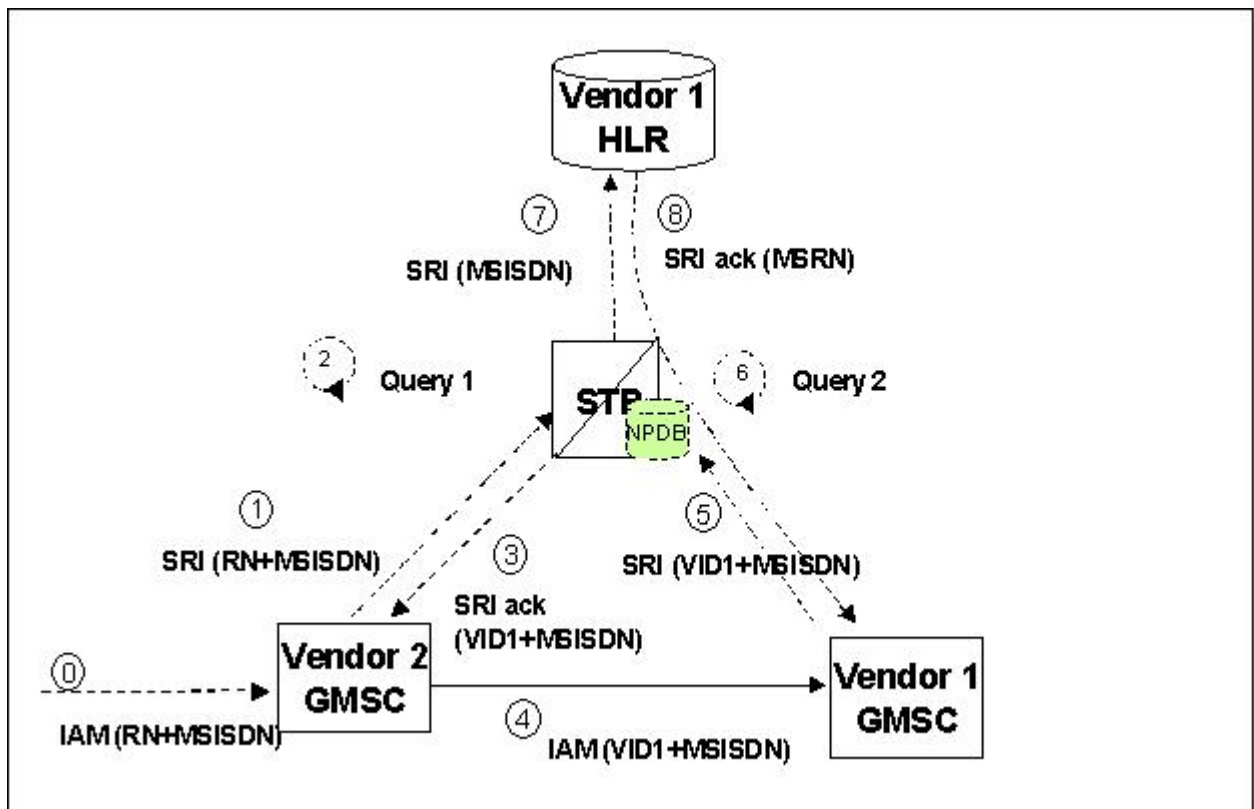 Vendor 1
HLR
7
8
SRI (MSISDN)
SRI ack (MSRN)
2
Query 1
STP
NPDB
6
Query 2
1
SRI (RN+MSISDN)
3
SRI ack
(VID1+MSISDN)
5
SRI (VID1+MSISDN)
0
IAM (RN+MSISDN)
Vendor 2
GMSC
4
IAM (VID1+MSISDN)
Vendor 1
GMSC